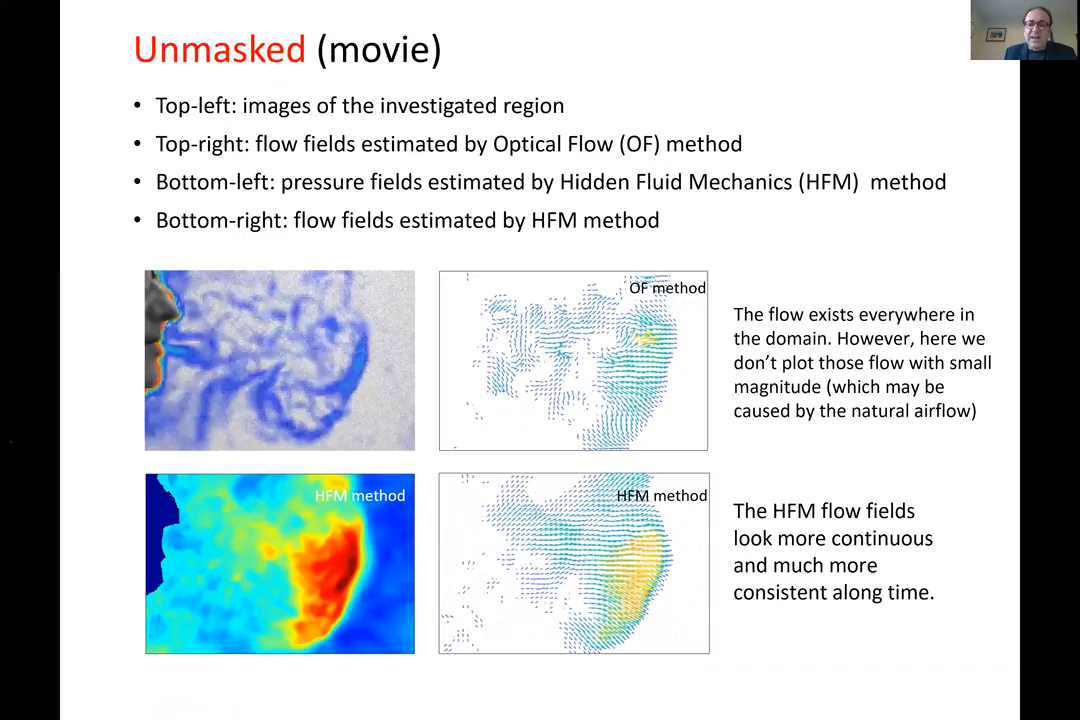 Unmasked (movie)
• Top-left: images of the investigated region
• Top-right: flow fields estimated by Optical Flow (OF) method
• Bottom-left: pressure fields estimated by Hidden Fluid Mechanics (HFM) method
• Bottom-right: flow fields estimated by HFM method
OF method
The flow exists everywhere in
the domain. However, here we
don’t plot those flow with small
magnitude (which may be
caused by the natural airflow)
HFM method
HFM method
The HFM flow fields
look more continuous
and much more
consistent along time.